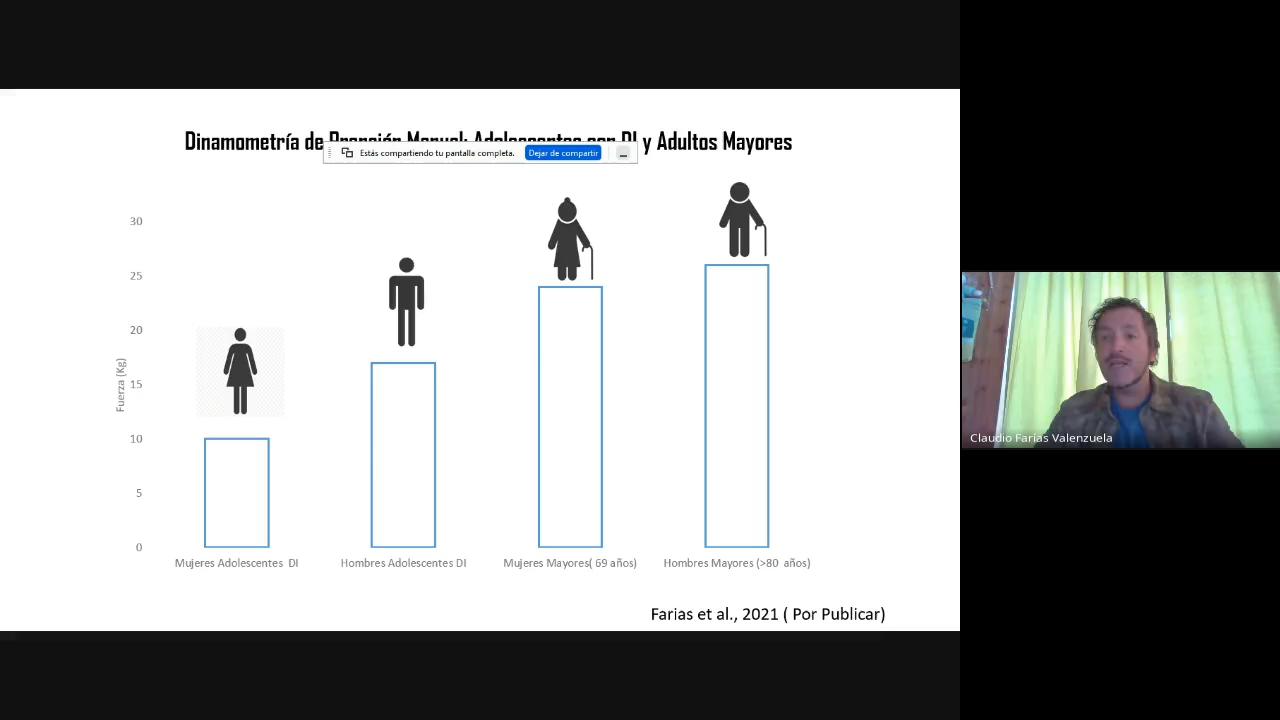 Dinamometría de Prensión Manual: Adolescentes con DI y Adultos Mayores
Estás compartiendo tu pantalla completa.
Dejar de compartir
30
25
20
15
10
5
0
Fuerza (Kg)
Mujeres Adolescentes DI
Hombres Adolescentes DI
Mujeres Mayores( 69 años)
Hombres Mayores (>80 años)
Farias et al., 2021 ( Por Publicar)
Claudio Farías Valenzuela